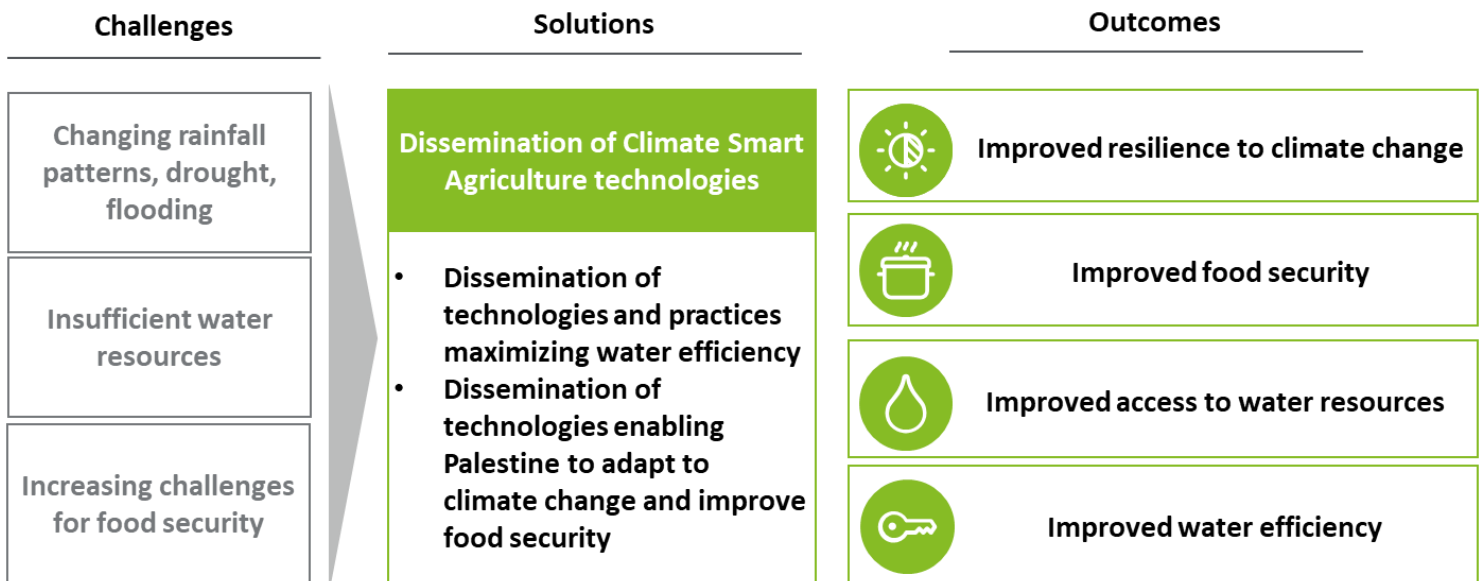 Challenges
Solutions
Outcomes
Changing rainfall
patterns, drought,
flooding
Insufficient water
resources
Increasing challenges
for food security
Dissemination of Climate Smart
Agriculture technologies
• Dissemination of
technologies and practices
maximizing water efficiency
• Dissemination of
technologies enabling
Palestine to adapt to
climate change and improve
food security
Improved resilience to climate change
Improved food security
Improved access to water resources
Improved water efficiency